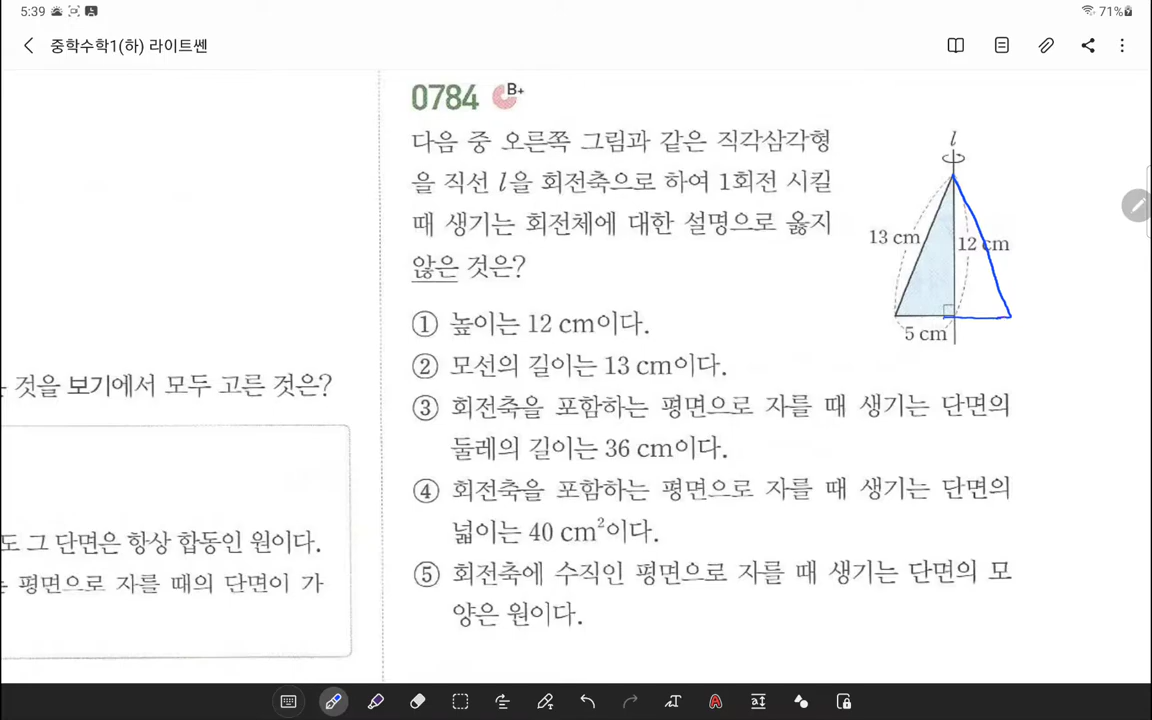 5:39
71%
중학수학1(하) 라이트쎈
0784 B+
다음 중 오른쪽 그림과 같은 직각삼각형
을 직선 l을 회전축으로 하여 1회전 시킬
때 생기는 회전체에 대한 설명으로 옳지
않은 것은?
l
13 cm
12 cm
5 cm
① 높이는 12 cm이다.
② 모선의 길이는 13 cm이다.
③ 회전축을 포함하는 평면으로 자를 때 생기는 단면의
둘레의 길이는 36 cm이다.
④ 회전축을 포함하는 평면으로 자를 때 생기는 단면의
넓이는 40 cm²이다.
⑤ 회전축에 수직인 평면으로 자를 때 생기는 단면의 모
양은 원이다.
것을 보기에서 모두 고른 것은?
도 그 단면은 항상 합동인 원이다.
평면으로 자를 때의 단면이 가